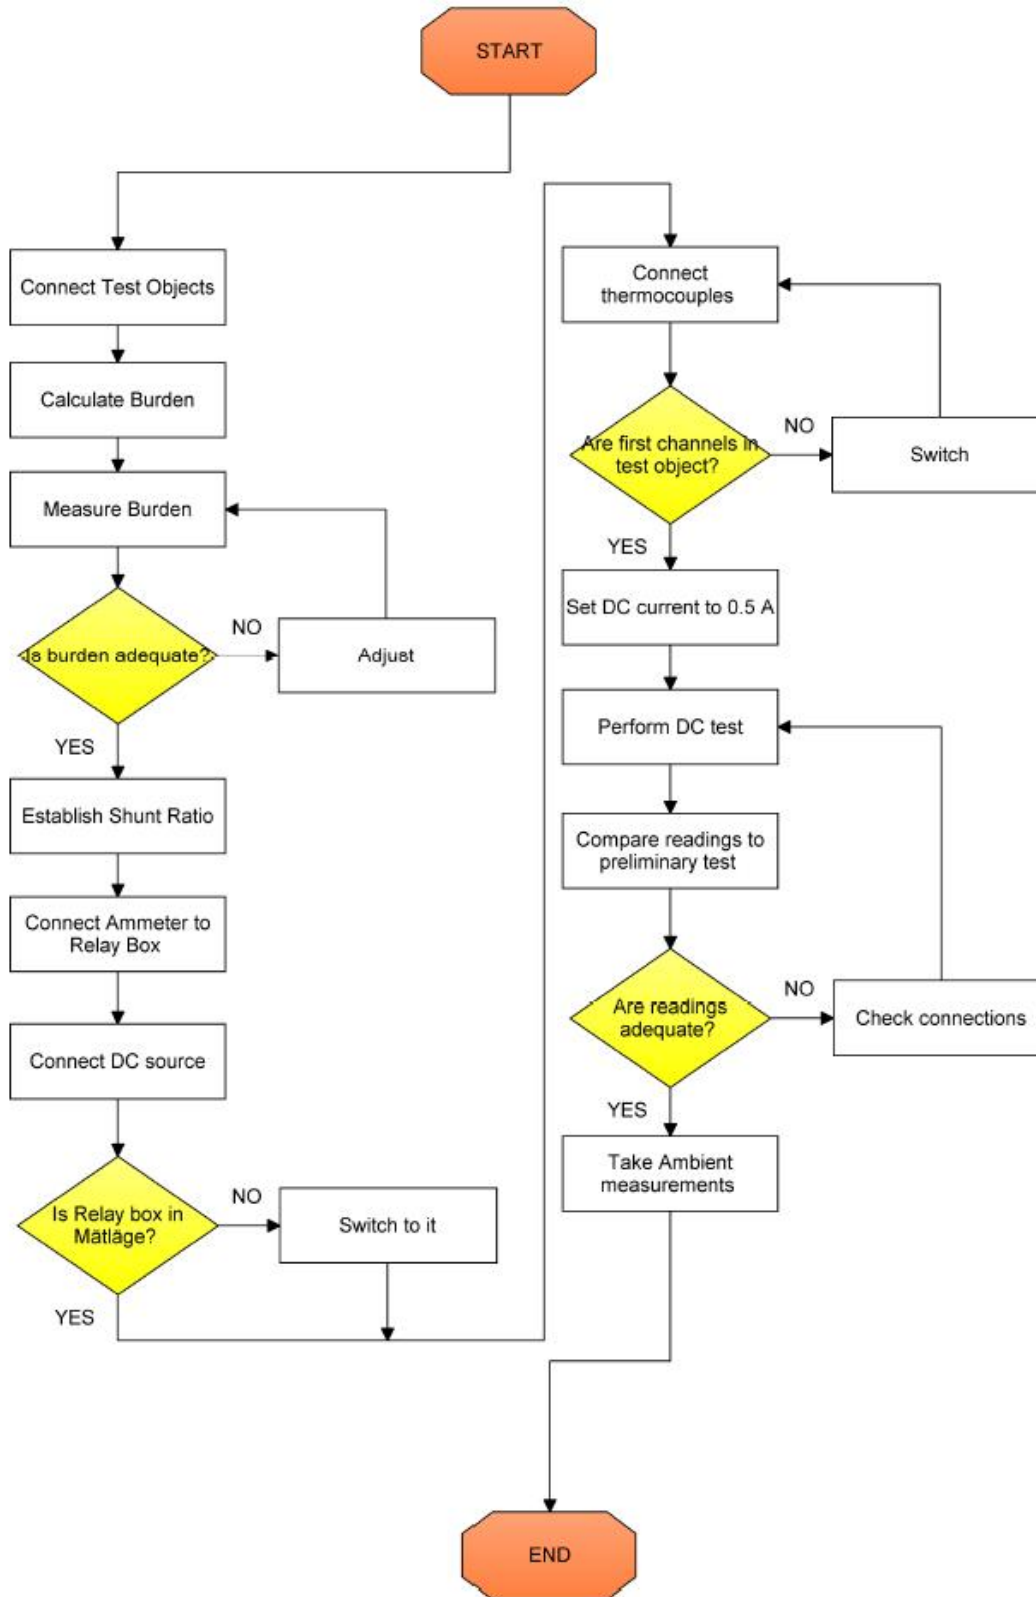 START
Connect Test Objects
Calculate Burden
Measure Burden
Is burden adequate?
NO
Adjust
YES
Establish Shunt Ratio
Connect Ammeter to
Relay Box
Connect DC source
Is Relay box in
Mätläge?
NO
Switch to it
YES
Connect
thermocouples
Are first channels in
test object?
NO
Switch
YES
Set DC current to 0.5 A
Perform DC test
Compare readings to
preliminary test
Are readings
adequate?
NO
Check connections
YES
Take Ambient
measurements
END